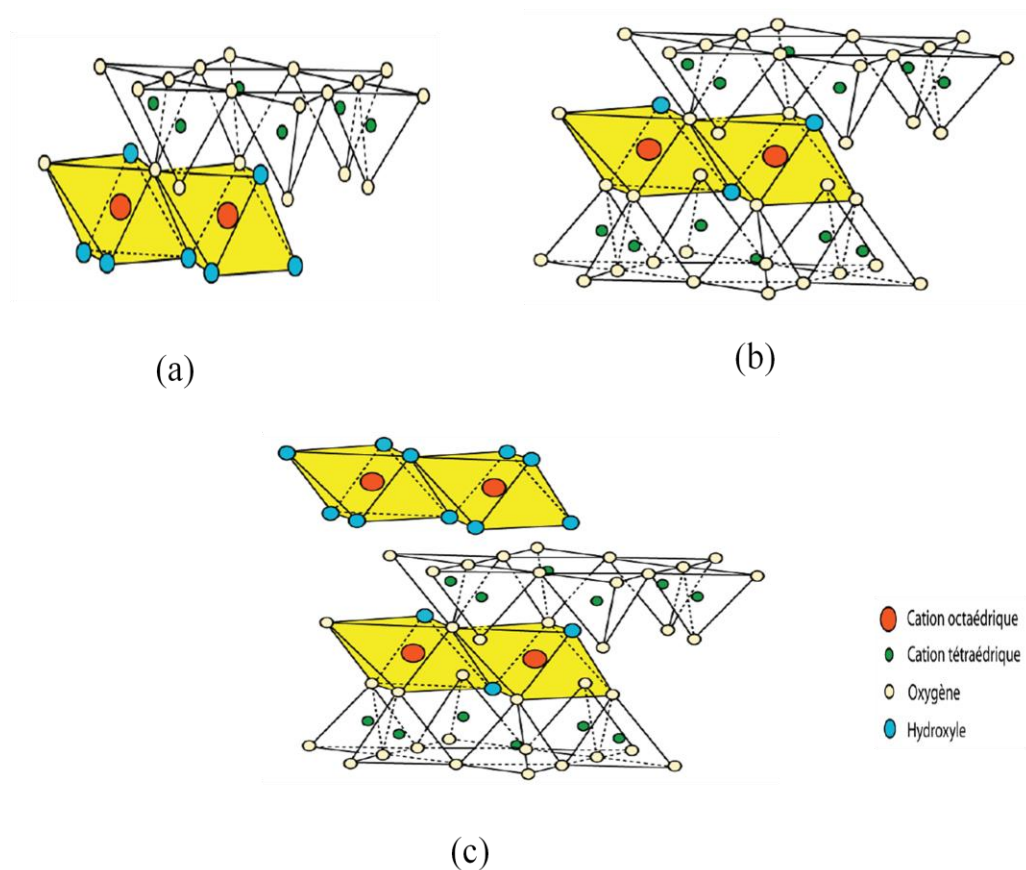 (a)
(b)
Cation octaédrique
Cation tétraédrique
Oxygène
Hydroxyle
(c)